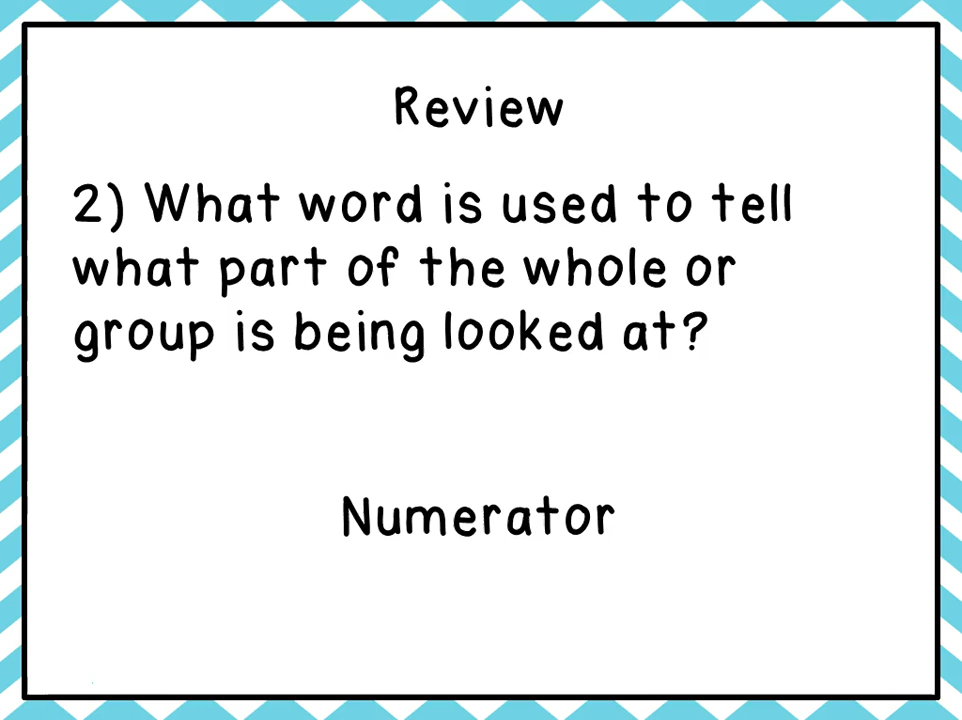 Review
2) What word is used to tell
what part of the whole or
group is being looked at?
Numerator